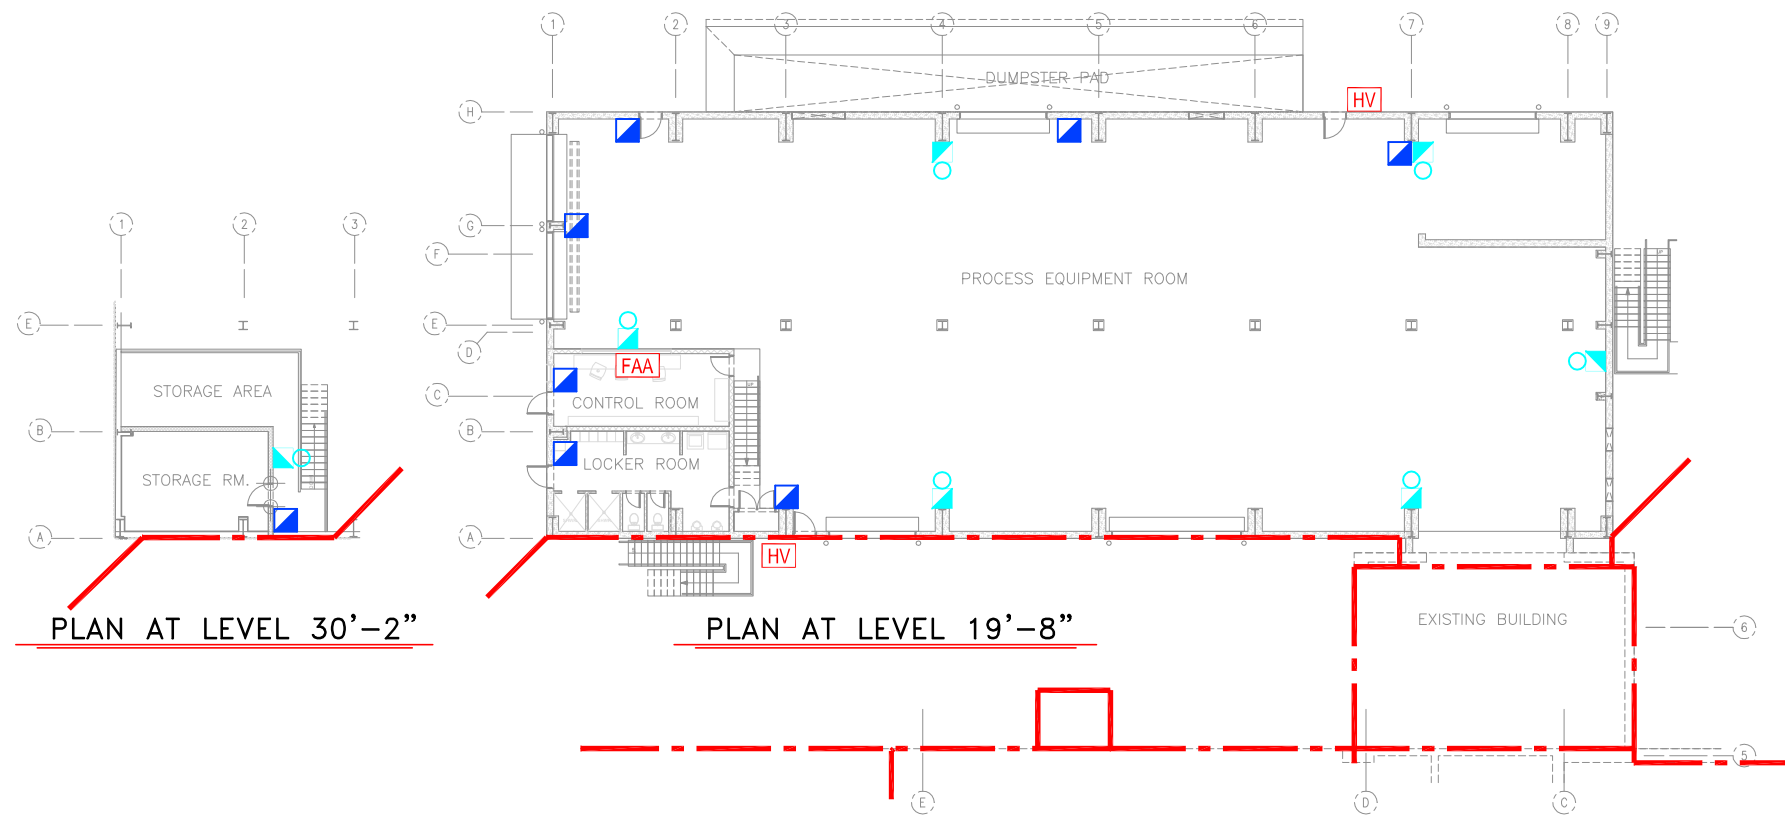 1 2 3 4 5 6 7 8 9
DUMPSTER PAD
HV
H
G
F
E
D
C
B
A
PROCESS EQUIPMENT ROOM
UP
FAA
CONTROL ROOM
UP
LOCKER ROOM
HV
1 2 3
E
B
A
STORAGE AREA
STORAGE RM.
PLAN AT LEVEL 30'-2"
PLAN AT LEVEL 19'-8"
EXISTING BUILDING
6
5
E D C